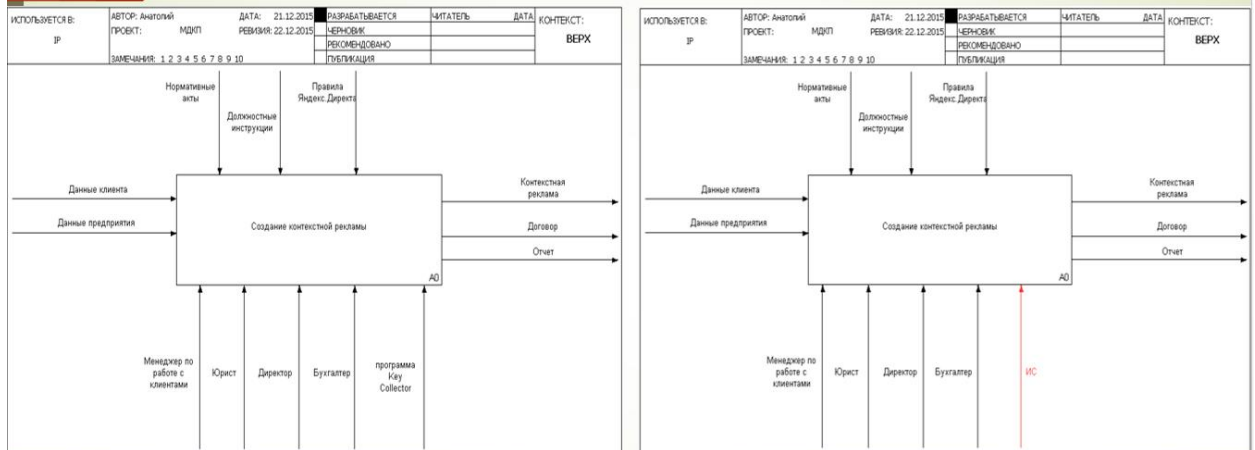 ИСПОЛЬЗУЕТСЯ В:
IP
АВТОР: Анатолий
ДАТА: 21.12.2015
ПРОЕКТ: МДКП
РЕВИЗИЯ: 22.12.2015
ЗАМЕЧАНИЯ: 1 2 3 4 5 6 7 8 9 10
РАЗРАБАТЫВАЕТСЯ
ЧЕРНОВИК
РЕКОМЕНДОВАНО
ПУБЛИКАЦИЯ
ЧИТАТЕЛЬ
ДАТА
КОНТЕКСТ:
ВЕРХ
Нормативные
акты
Должностные
инструкции
Правила
Яндекс.Директа
Данные клиента
Данные предприятия
Создание контекстной рекламы
A0
Контекстная
реклама
Договор
Отчет
Менеджер по
работе с
клиентами
Юрист
Директор
Бухгалтер
программа
Key
Collector
ИСПОЛЬЗУЕТСЯ В:
IP
АВТОР: Анатолий
ДАТА: 21.12.2015
ПРОЕКТ: МДКП
РЕВИЗИЯ: 22.12.2015
ЗАМЕЧАНИЯ: 1 2 3 4 5 6 7 8 9 10
РАЗРАБАТЫВАЕТСЯ
ЧЕРНОВИК
РЕКОМЕНДОВАНО
ПУБЛИКАЦИЯ
ЧИТАТЕЛЬ
ДАТА
КОНТЕКСТ:
ВЕРХ
Нормативные
акты
Должностные
инструкции
Правила
Яндекс.Директа
Данные клиента
Данные предприятия
Создание контекстной рекламы
A0
Контекстная
реклама
Договор
Отчет
Менеджер по
работе с
клиентами
Юрист
Директор
Бухгалтер
ИС